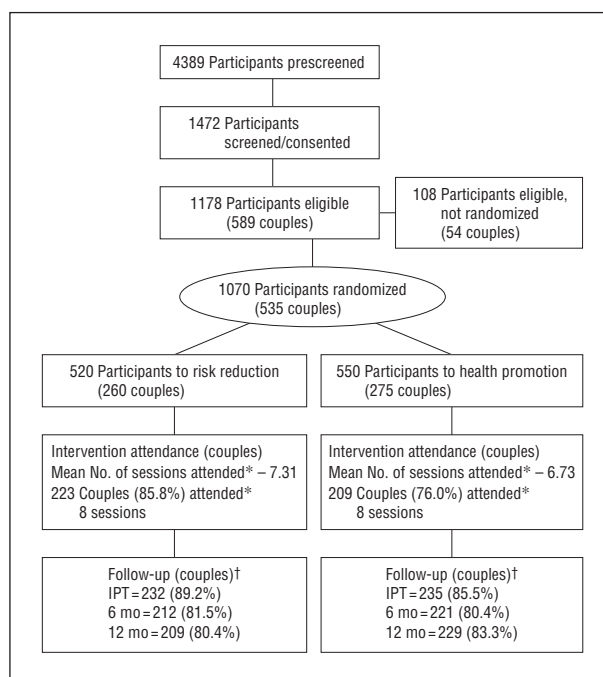 4389 Participants prescreened
1472 Participants
screened/consented
1178 Participants eligible
(589 couples)
108 Participants eligible,
not randomized
(54 couples)
1070 Participants randomized
(535 couples)
520 Participants to risk reduction
(260 couples)
550 Participants to health promotion
(275 couples)
Intervention attendance (couples)
Mean No. of sessions attended* – 7.31
223 Couples (85.8%) attended*
8 sessions
Intervention attendance (couples)
Mean No. of sessions attended* – 6.73
209 Couples (76.0%) attended*
8 sessions
Follow-up (couples)†
IPT = 232 (89.2%)
6 mo = 212 (81.5%)
12 mo = 209 (80.4%)
Follow-up (couples)†
IPT = 235 (85.5%)
6 mo = 221 (80.4%)
12 mo = 229 (83.3%)